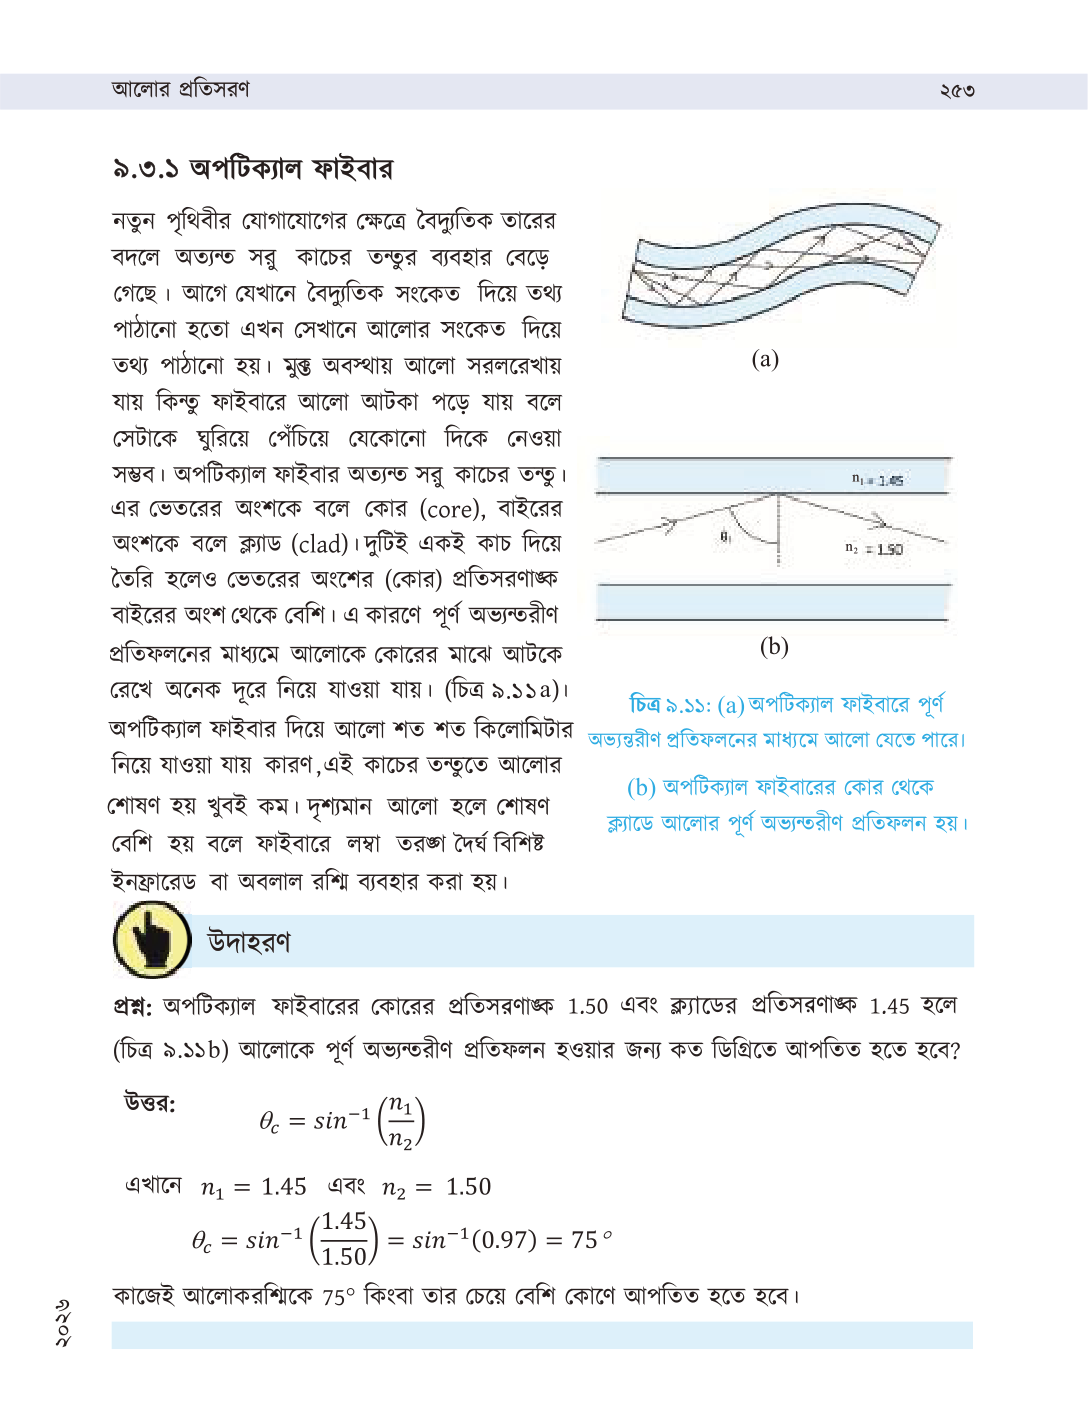 আলোর প্রতিসরণ ২৫৩
৯.৩.১ অপটিক্যাল ফাইবার
নতুন পৃথিবীর যোগাযোগের ক্ষেত্রে বৈদ্যুতিক তারের
বদলে অত্যন্ত সরু কাচের তন্তুর ব্যবহার বেড়ে
গেছে। আগে যেখানে বৈদ্যুতিক সংকেত দিয়ে তথ্য
পাঠানো হতো এখন সেখানে আলোর সংকেত দিয়ে
তথ্য পাঠানো হয়। মুক্ত অবস্থায় আলো সরলরেখায়
যায় কিন্তু ফাইবারে আলো আটকা পড়ে যায় বলে
সেটাকে ঘুরিয়ে পেঁচিয়ে যেকোনো দিকে নেওয়া
সম্ভব। অপটিক্যাল ফাইবার অত্যন্ত সরু কাচের তন্তু।
এর ভেতরের অংশকে বলে কোর (core), বাইরের
অংশকে বলে ক্ল্যাড (clad)। দুটিই একই কাচ দিয়ে
তৈরি হলেও ভেতরের অংশের (কোর) প্রতিসরণাঙ্ক
বাইরের অংশ থেকে বেশি। এ কারণে পূর্ণ অভ্যন্তরীণ
প্রতিফলনের মাধ্যমে আলোকে কোরের মাঝে আটকে
রেখে অনেক দূরে নিয়ে যাওয়া যায়। (চিত্র ৯.১১a)।
অপটিক্যাল ফাইবার দিয়ে আলো শত শত কিলোমিটার
নিয়ে যাওয়া যায় কারণ ,এই কাচের তন্তুতে আলোর
শোষণ হয় খুবই কম। দৃশ্যমান আলো হলে শোষণ
বেশি হয় বলে ফাইবারে লম্বা তরঙ্গ দৈর্ঘ বিশিষ্ট
ইনফ্রারেড বা অবলাল রশ্মি ব্যবহার করা হয়।
(a)
n₁ = 1.45
θ₁
n₂ = 1.50
(b)
চিত্র ৯.১১: (a) অপটিক্যাল ফাইবারে পূর্ণ
অভ্যন্তরীণ প্রতিফলনের মাধ্যমে আলো যেতে পারে।
(b) অপটিক্যাল ফাইবারের কোর থেকে
ক্ল্যাডে আলোর পূর্ণ অভ্যন্তরীণ প্রতিফলন হয়।
উদাহরণ
প্রশ্ন: অপটিক্যাল ফাইবারের কোরের প্রতিসরণাঙ্ক 1.50 এবং ক্ল্যাডের প্রতিসরণাঙ্ক 1.45 হলে
(চিত্র ৯.১১b) আলোকে পূর্ণ অভ্যন্তরীণ প্রতিফলন হওয়ার জন্য কত ডিগ্রিতে আপতিত হতে হবে?
উত্তর: θ_c = sin⁻¹ (n₁/n₂)
এখানে n₁ = 1.45 এবং n₂ = 1.50
θ_c = sin⁻¹ (1.45/1.50) = sin⁻¹(0.97) = 75°
কাজেই আলোকরশ্মিকে 75° কিংবা তার চেয়ে বেশি কোণে আপতিত হতে হবে।
২০২৬